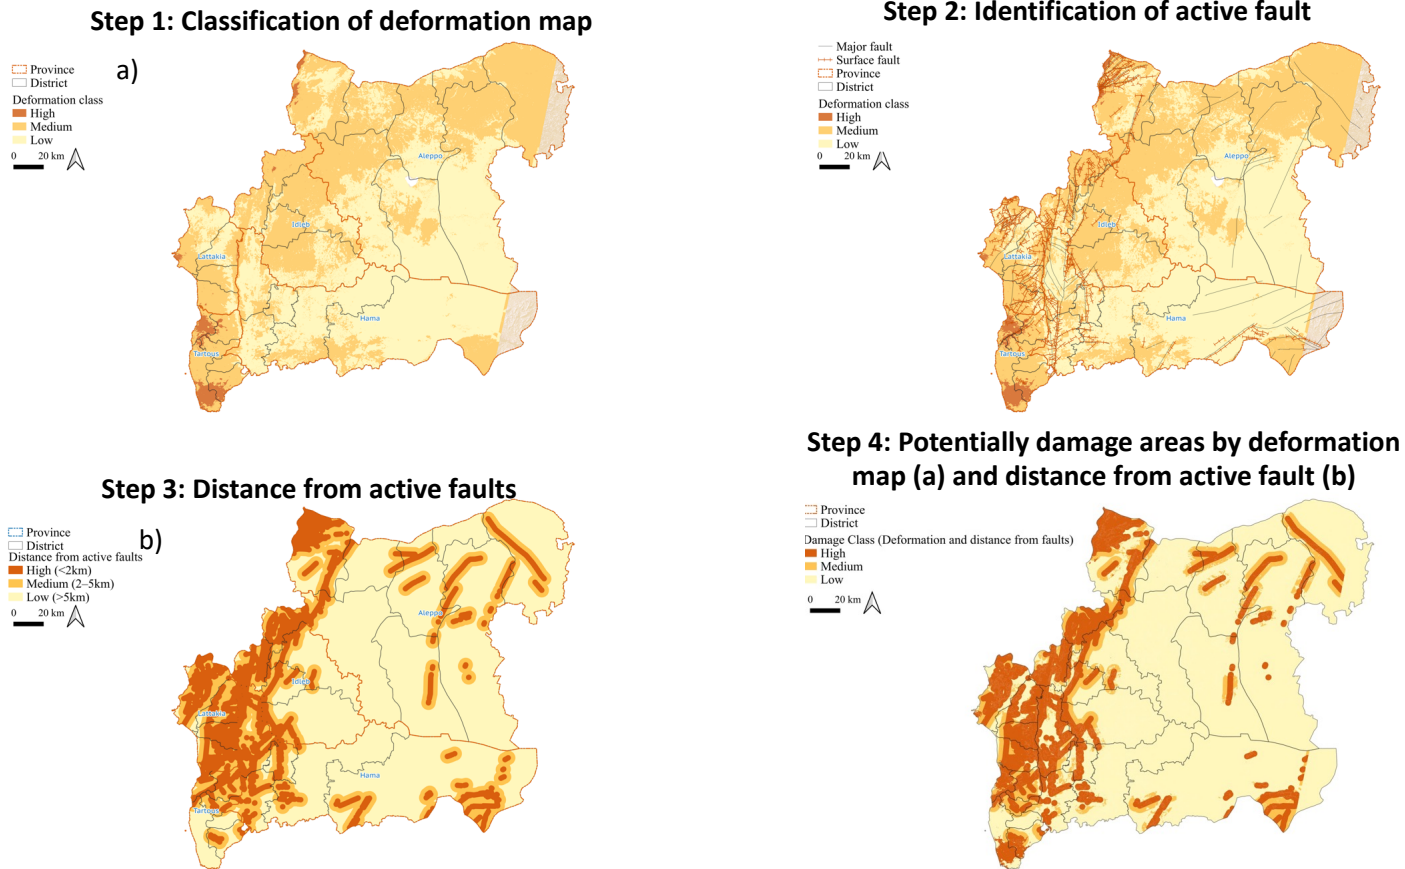 Step 1: Classification of deformation map
a)
Province
District
Deformation class
High
Medium
Low
0 20 km
Aleppo
Idleb
Lattakia
Hama
Tartous
Step 2: Identification of active fault
Major fault
Surface fault
Province
District
Deformation class
High
Medium
Low
0 20 km
Aleppo
Idleb
Lattakia
Hama
Tartous
Step 3: Distance from active faults
b)
Province
District
Distance from active faults
High (<2km)
Medium (2–5km)
Low (>5km)
0 20 km
Aleppo
Idleb
Lattakia
Hama
Tartous
Step 4: Potentially damage areas by deformation
map (a) and distance from active fault (b)
Province
District
Damage Class (Deformation and distance from faults)
High
Medium
Low
0 20 km